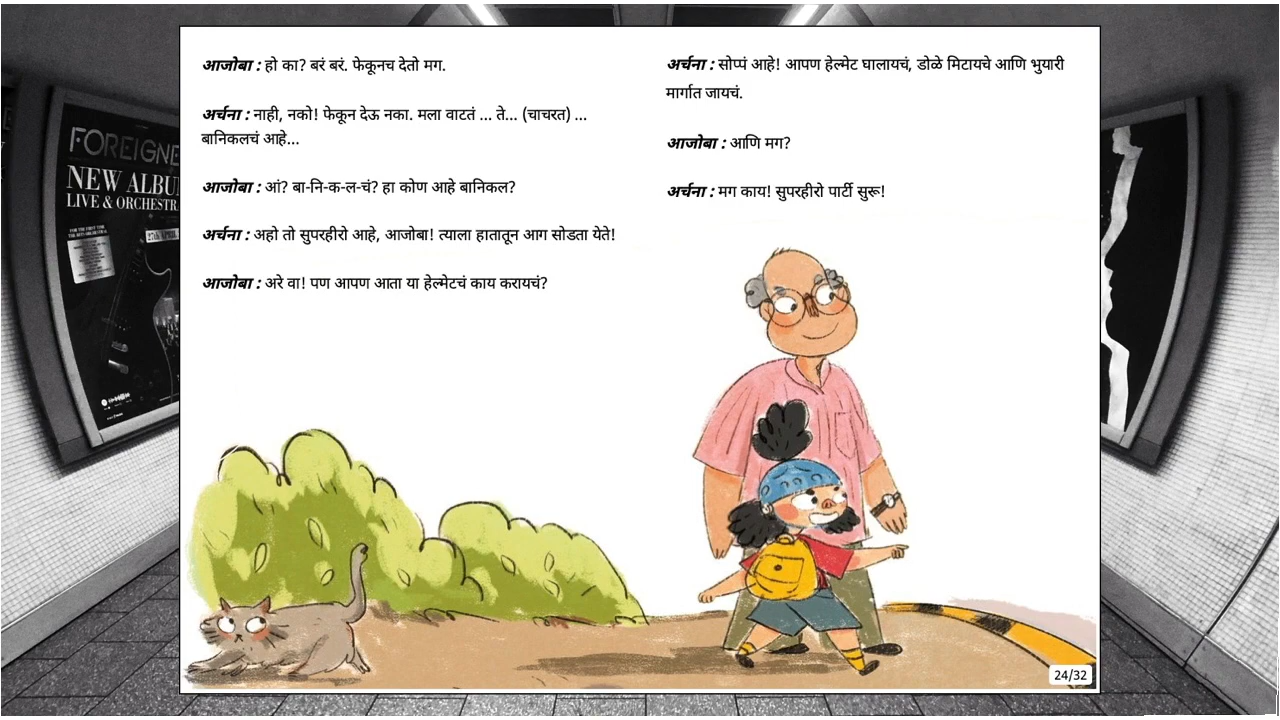 आजोबा : हो का? बरं बरं. फेकूनच देतो मग.
अर्चना : नाही, नको! फेकून देऊ नका. मला वाटतं ... ते... (चाचरत) ...
बानिकलचं आहे...
आजोबा : आं? बा-नि-क-ल-चं? हा कोण आहे बानिकल?
अर्चना : अहो तो सुपरहीरो आहे, आजोबा! त्याला हातातून आग सोडता येते!
आजोबा : अरे वा! पण आपण आता या हेल्मेटचं काय करायचं?
अर्चना : सोप्पं आहे! आपण हेल्मेट घालायचं, डोळे मिटायचे आणि भुयारी
मार्गात जायचं.
आजोबा : आणि मग?
अर्चना : मग काय! सुपरहीरो पार्टी सुरू!
24/32
FOREIGNE
NEW ALBU
LIVE & ORCHESTR
27th APRIL